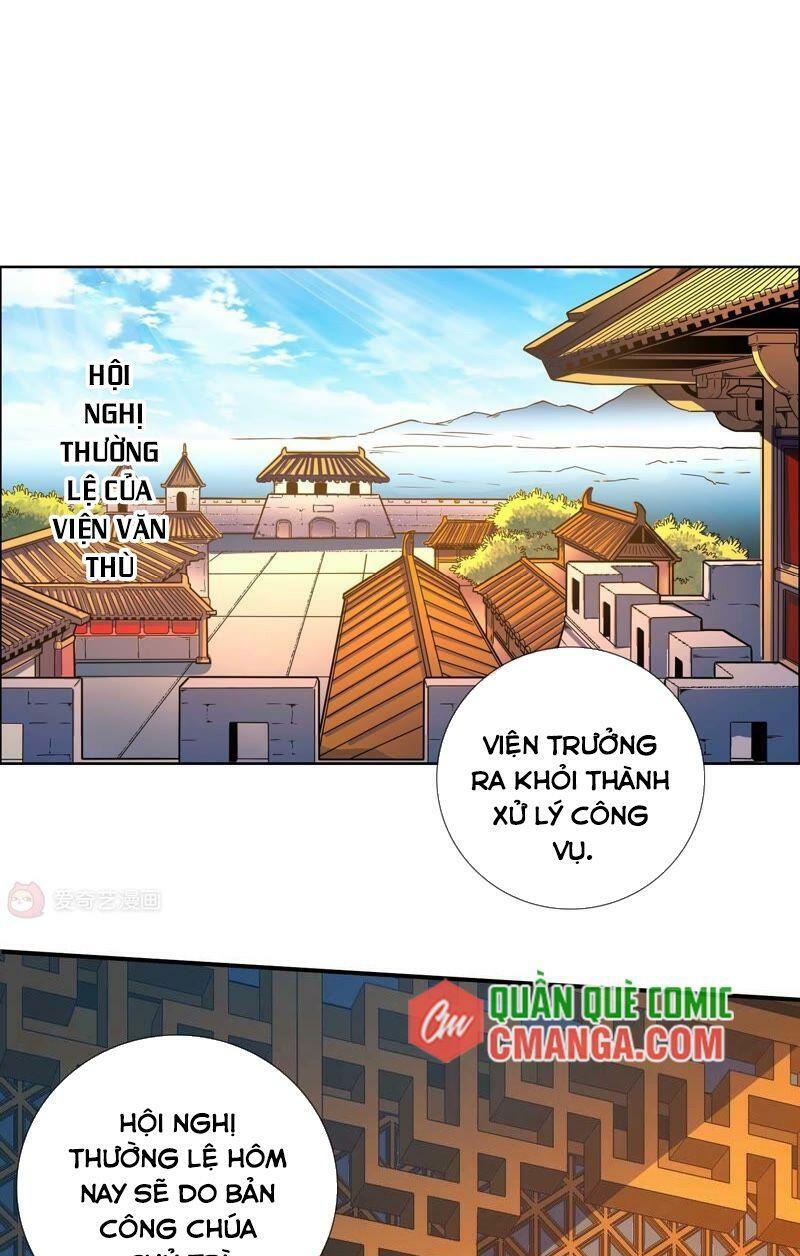 HỘI
NGHỊ
THƯỜNG
LỆ CỦA
VIỆN VĂN
THÙ
VIỆN TRƯỞNG
RA KHỎI THÀNH
XỬ LÝ CÔNG
VỤ.
爱奇艺漫画
Cm
QUẦN QUÈ COMIC
CMANGA.COM
HỘI NGHỊ
THƯỜNG LỆ HÔM
NAY SẼ DO BẢN
CÔNG CHÚA